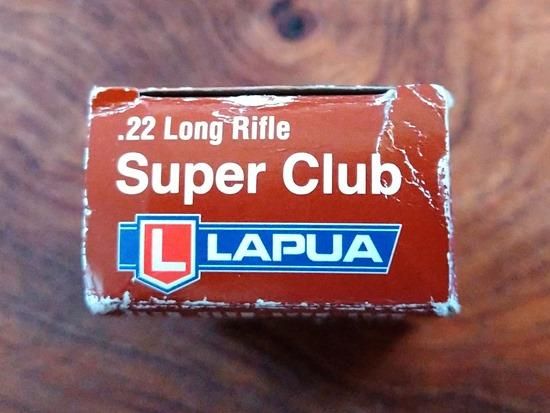 .22 Long Rifle
Super Club
L LAPUA